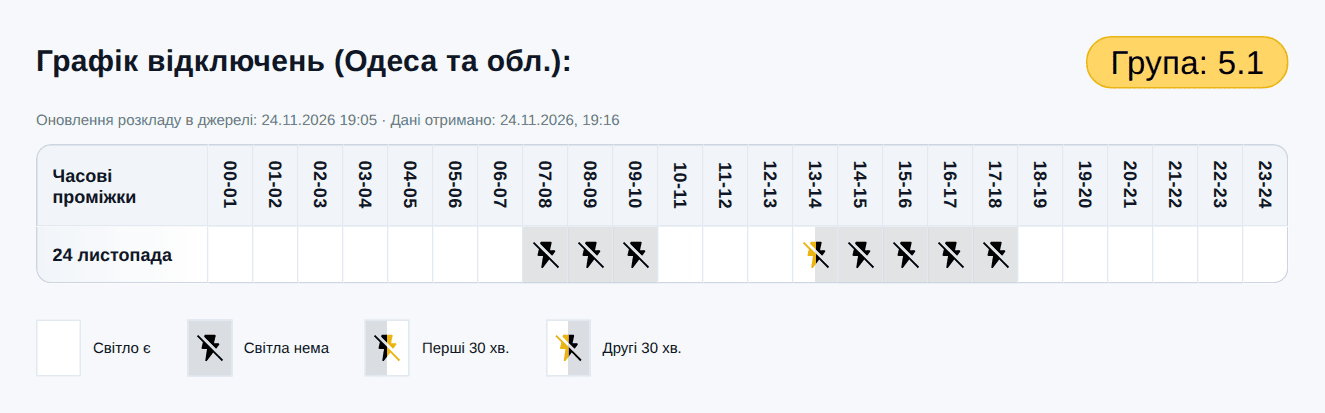 Графік відключень (Одеса та обл.):
Група: 5.1
Оновлення розкладу в джерелі: 24.11.2026 19:05 · Дані отримано: 24.11.2026, 19:16
Часові
проміжки
00-01
01-02
02-03
03-04
04-05
05-06
06-07
07-08
08-09
09-10
10-11
11-12
12-13
13-14
14-15
15-16
16-17
17-18
18-19
19-20
20-21
21-22
22-23
23-24
24 листопада
Світло є
Світла нема
Перші 30 хв.
Другі 30 хв.